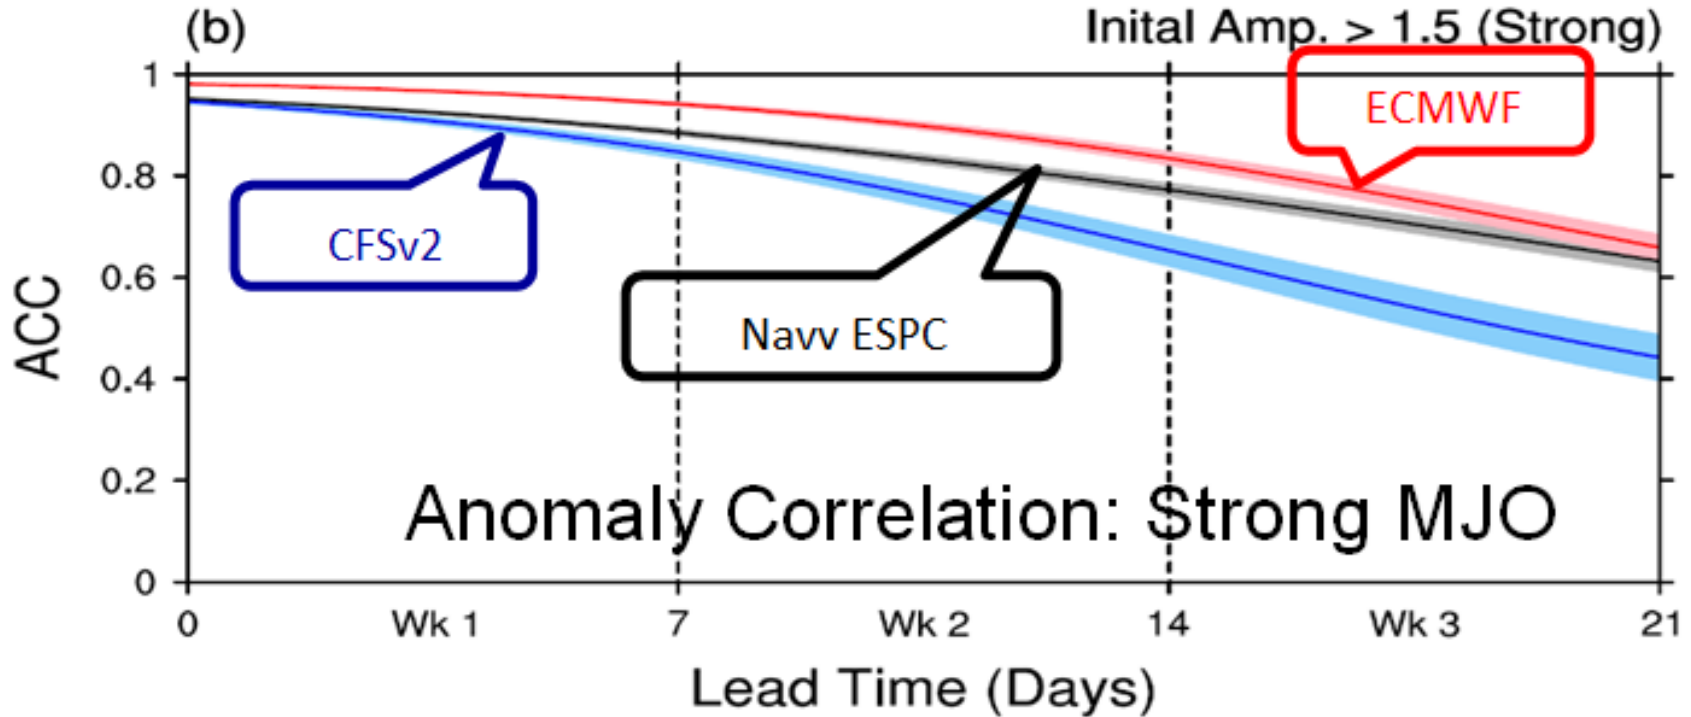 (b)
Inital Amp. > 1.5 (Strong)
1
ECMWF
0.8
CFSv2
0.6
Navv ESPC
ACC
0.4
0.2
Anomaly Correlation: Strong MJO
0
0 Wk 1 7 Wk 2 14 Wk 3 21
Lead Time (Days)